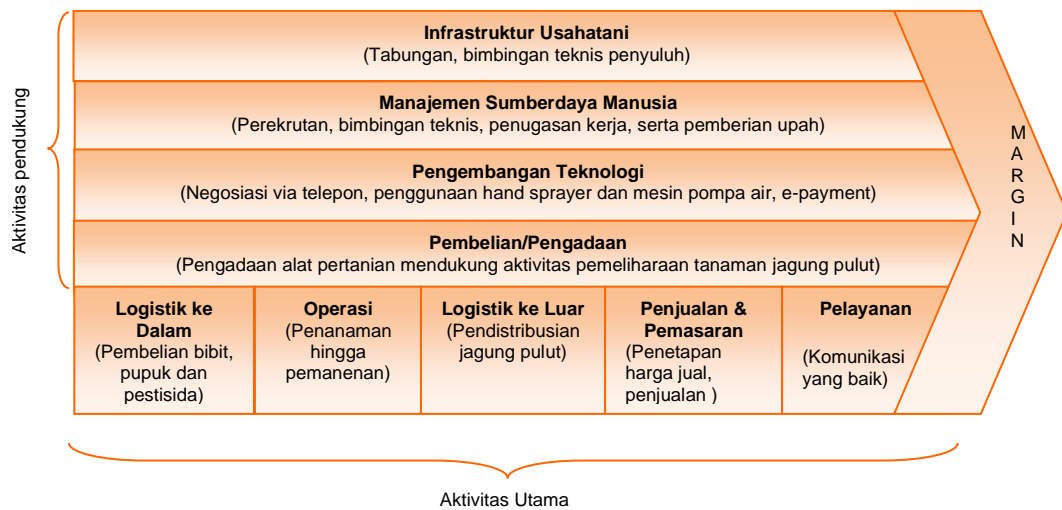 Aktivitas pendukung
Infrastruktur Usahatani
(Tabungan, bimbingan teknis penyuluh)
Manajemen Sumberdaya Manusia
(Perekrutan, bimbingan teknis, penugasan kerja, serta pemberian upah)
Pengembangan Teknologi
(Negosiasi via telepon, penggunaan hand sprayer dan mesin pompa air, e-payment)
Pembelian/Pengadaan
(Pengadaan alat pertanian mendukung aktivitas pemeliharaan tanaman jagung pulut)
Logistik ke
Dalam
(Pembelian bibit,
pupuk dan
pestisida)
Operasi
(Penanaman
hingga
pemanenan)
Logistik ke Luar
(Pendistribusian
jagung pulut)
Penjualan &
Pemasaran
(Penetapan
harga jual,
penjualan )
Pelayanan
(Komunikasi
yang baik)
M
A
R
G
I
N
Aktivitas Utama